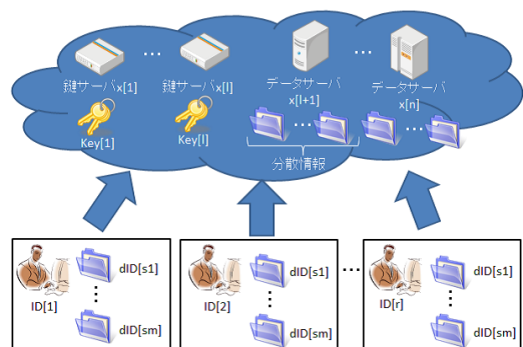 … …
鍵サーバx[1] 鍵サーバx[l] データサーバ データサーバ
x[l+1] x[n]
Key[1] Key[l] … …
分散情報
ID[1] dID[s1] ID[2] dID[s1] … ID[r] dID[s1]
dID[sm] dID[sm] dID[sm]